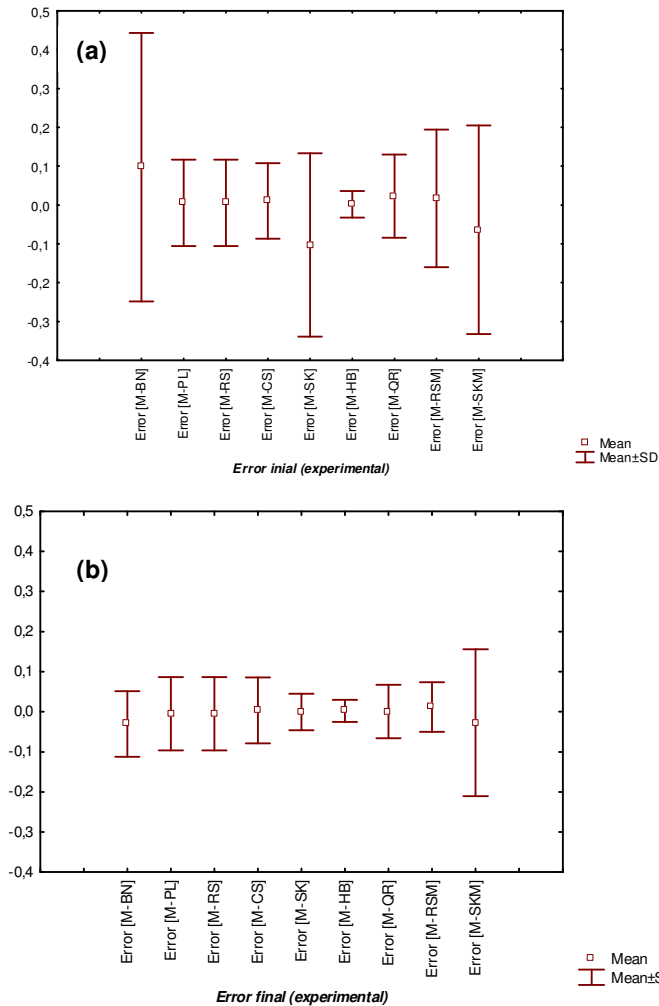 0,5
(a)
0,4
0,3
0,2
0,1
0,0
-0,1
-0,2
-0,3
-0,4
Error [M-BN]
Error [M-PL]
Error [M-RS]
Error [M-CS]
Error [M-SK]
Error [M-HB]
Error [M-QR]
Error [M-RSM]
Error [M-SKM]
Error inial (experimental)
Mean
Mean±SD
0,5
0,4
(b)
0,3
0,2
0,1
0,0
-0,1
-0,2
-0,3
-0,4
Error [M-BN]
Error [M-PL]
Error [M-RS]
Error [M-CS]
Error [M-SK]
Error [M-HB]
Error [M-QR]
Error [M-RSM]
Error [M-SKM]
Error final (experimental)
Mean
Mean±S